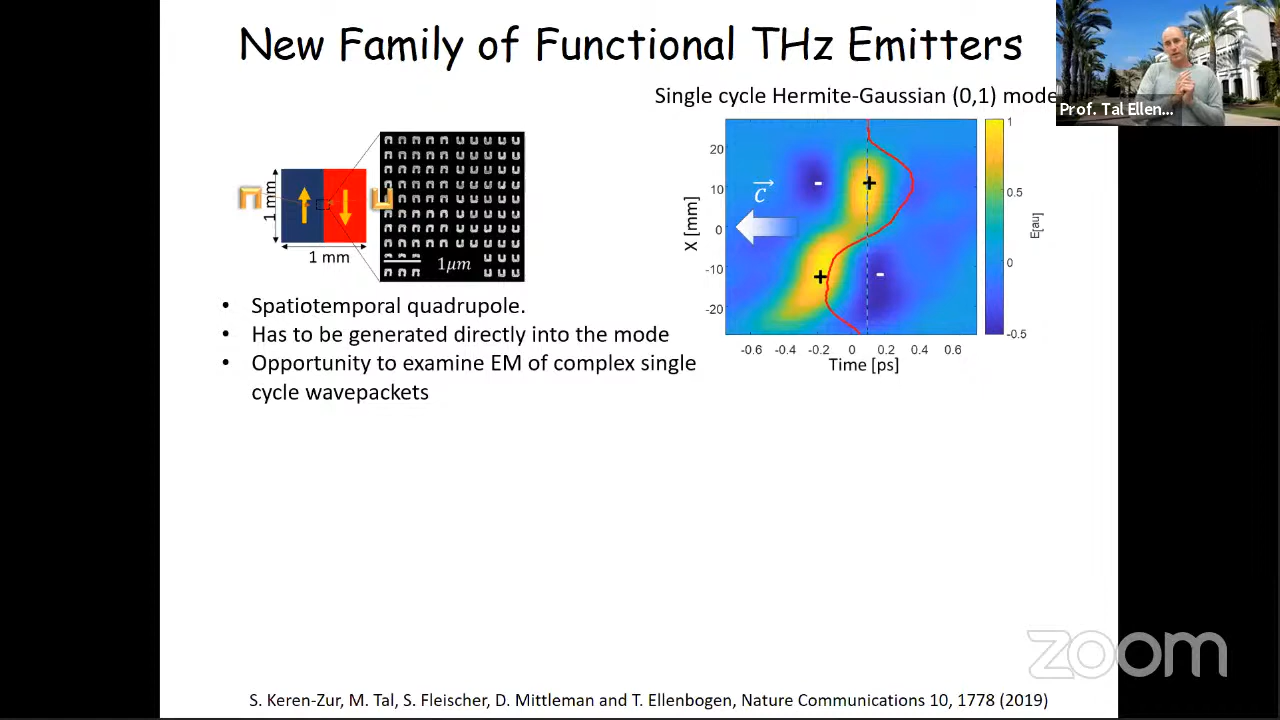 New Family of Functional THz Emitters
Single cycle Hermite-Gaussian (0,1) mode
Prof. Tal Ellen...
1 mm
1 mm
1μm
• Spatiotemporal quadrupole.
• Has to be generated directly into the mode
• Opportunity to examine EM of complex single
cycle wavepackets
X [mm]
20
10
0
-10
-20
c
-
+
+
-
-0.6 -0.4 -0.2 0 0.2 0.4 0.6
Time [ps]
1
0.5
0
-0.5
E[au]
zoom
S. Keren-Zur, M. Tal, S. Fleischer, D. Mittleman and T. Ellenbogen, Nature Communications 10, 1778 (2019)